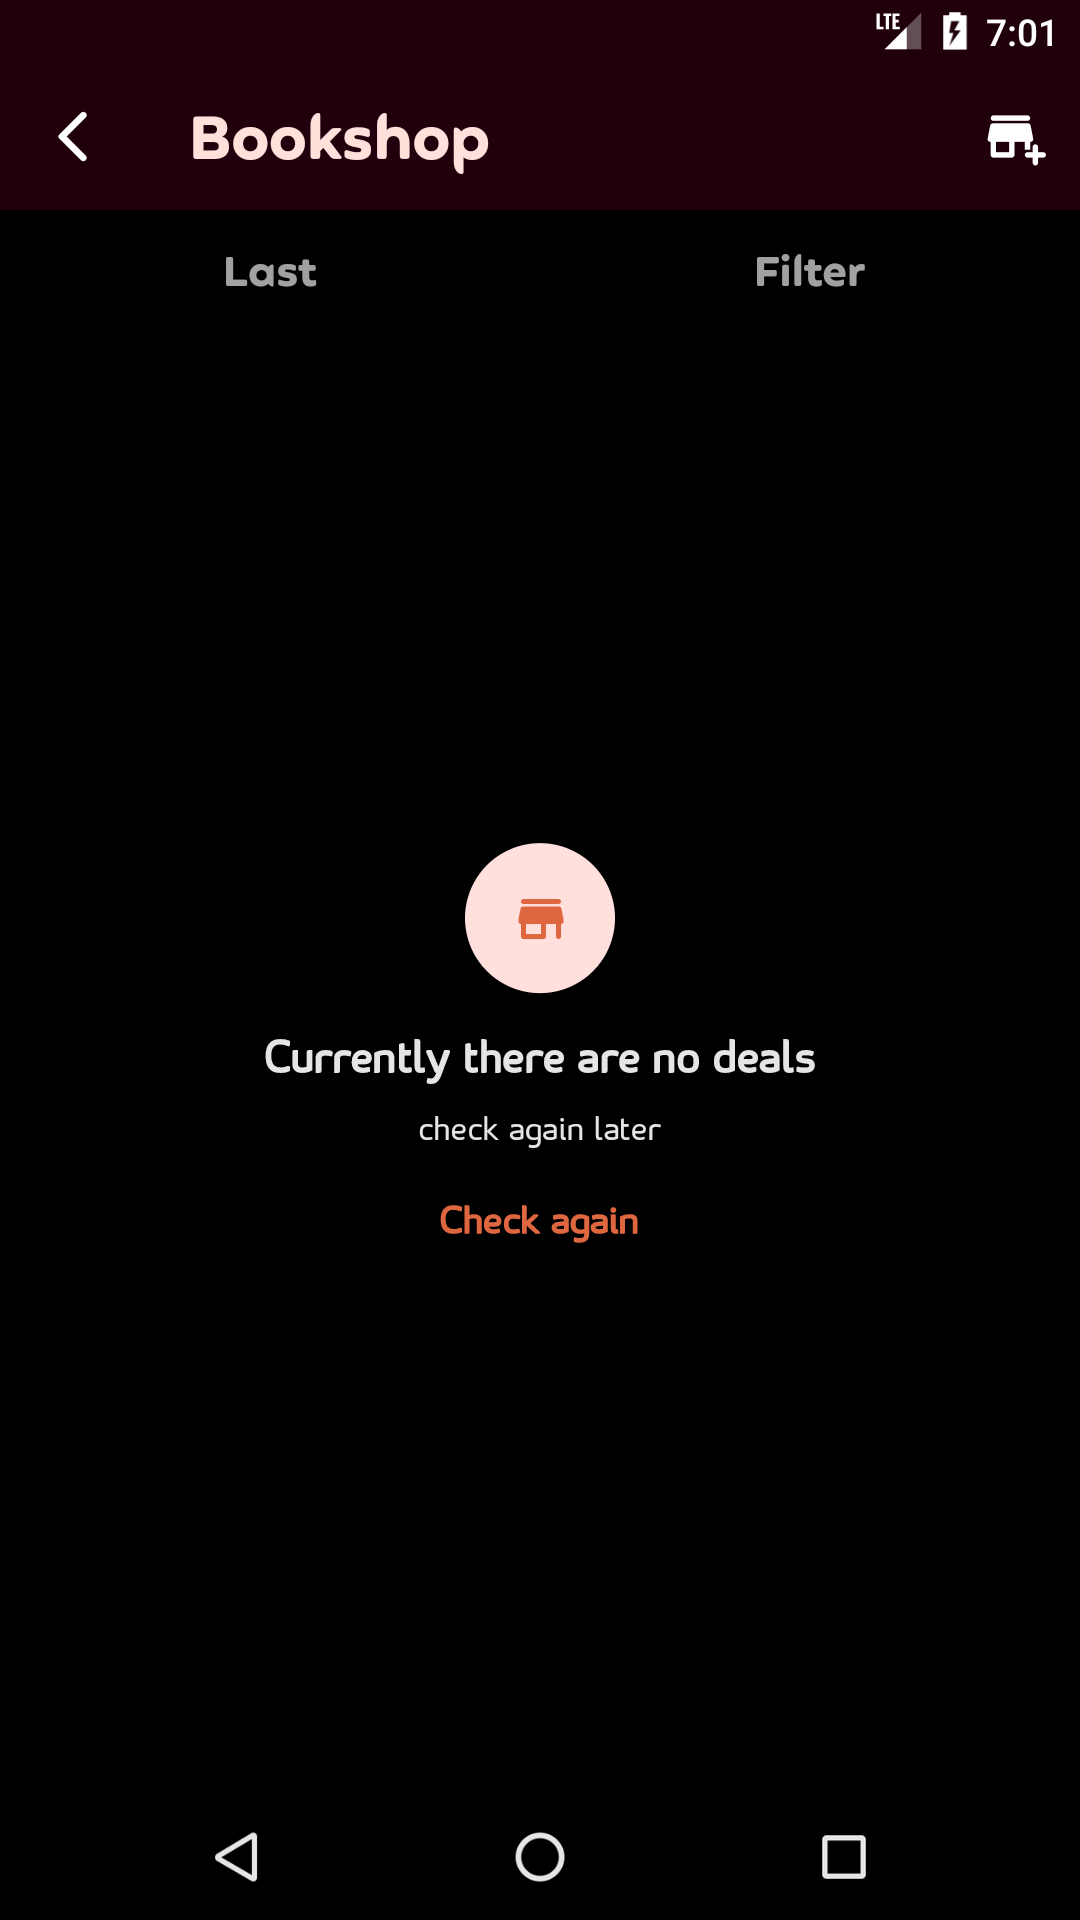 LTE 7:01
Bookshop
Last Filter
Currently there are no deals
check again later
Check again